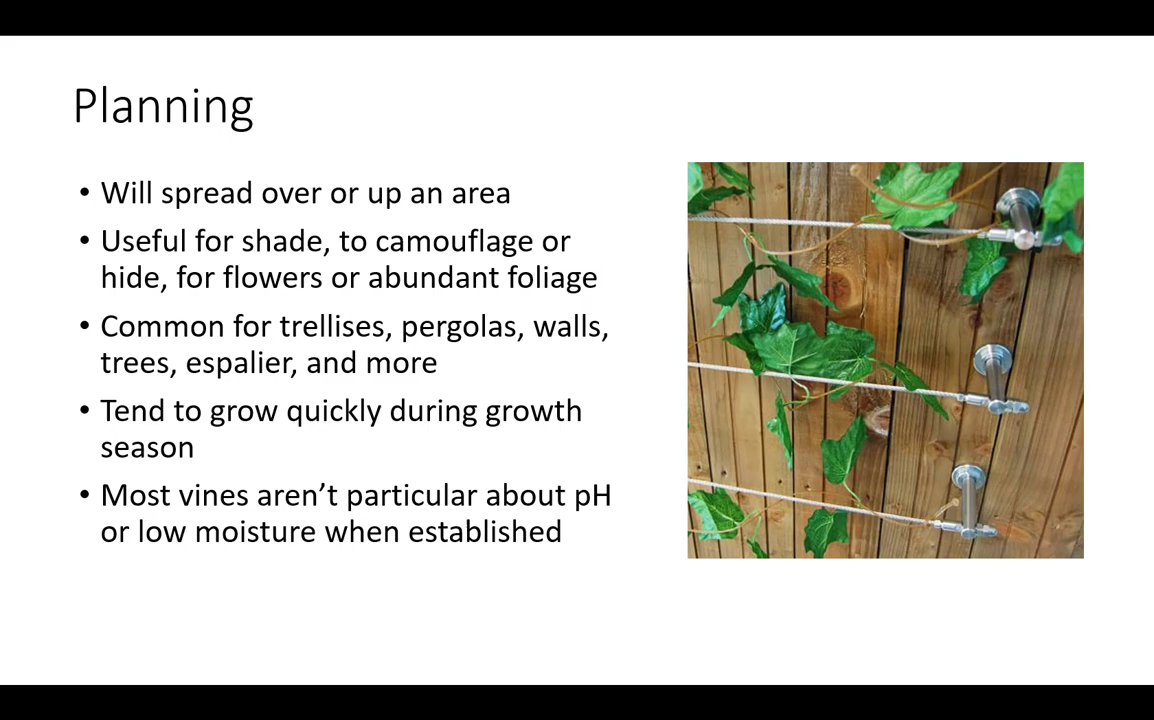 Planning
• Will spread over or up an area
• Useful for shade, to camouflage or
hide, for flowers or abundant foliage
• Common for trellises, pergolas, walls,
trees, espalier, and more
• Tend to grow quickly during growth
season
• Most vines aren’t particular about pH
or low moisture when established